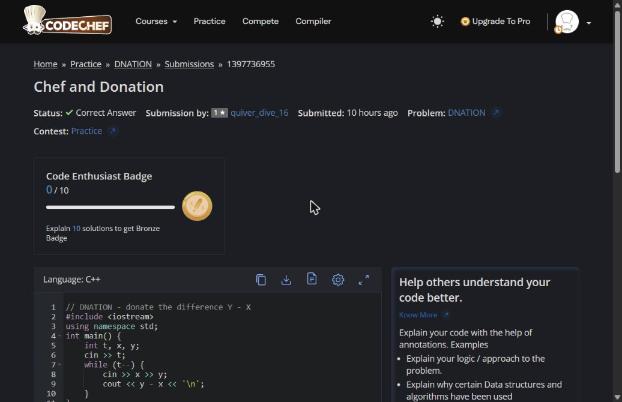 CODECHEF
Courses Practice Compete Compiler Upgrade To Pro
Home » Practice » DNATION » Submissions » 1397736955
Chef and Donation
Status: ✓ Correct Answer Submission by: 1★ quiver_dive_16 Submitted: 10 hours ago Problem: DNATION
Contest: Practice
Code Enthusiast Badge
0 / 10
Explain 10 solutions to get Bronze
Badge
Language: C++
1 // DNATION - donate the difference Y - X
2 #include <iostream>
3 using namespace std;
4 int main() {
5 int t, x, y;
6 cin >> t;
7 while (t--) {
8 cin >> x >> y;
9 cout << y - x << '\n';
10 }
Help others understand your
code better.
Know More
Explain your code with the help of
annotations. Examples
• Explain your logic / approach to the
problem.
• Explain why certain Data structures and
algorithms have been used